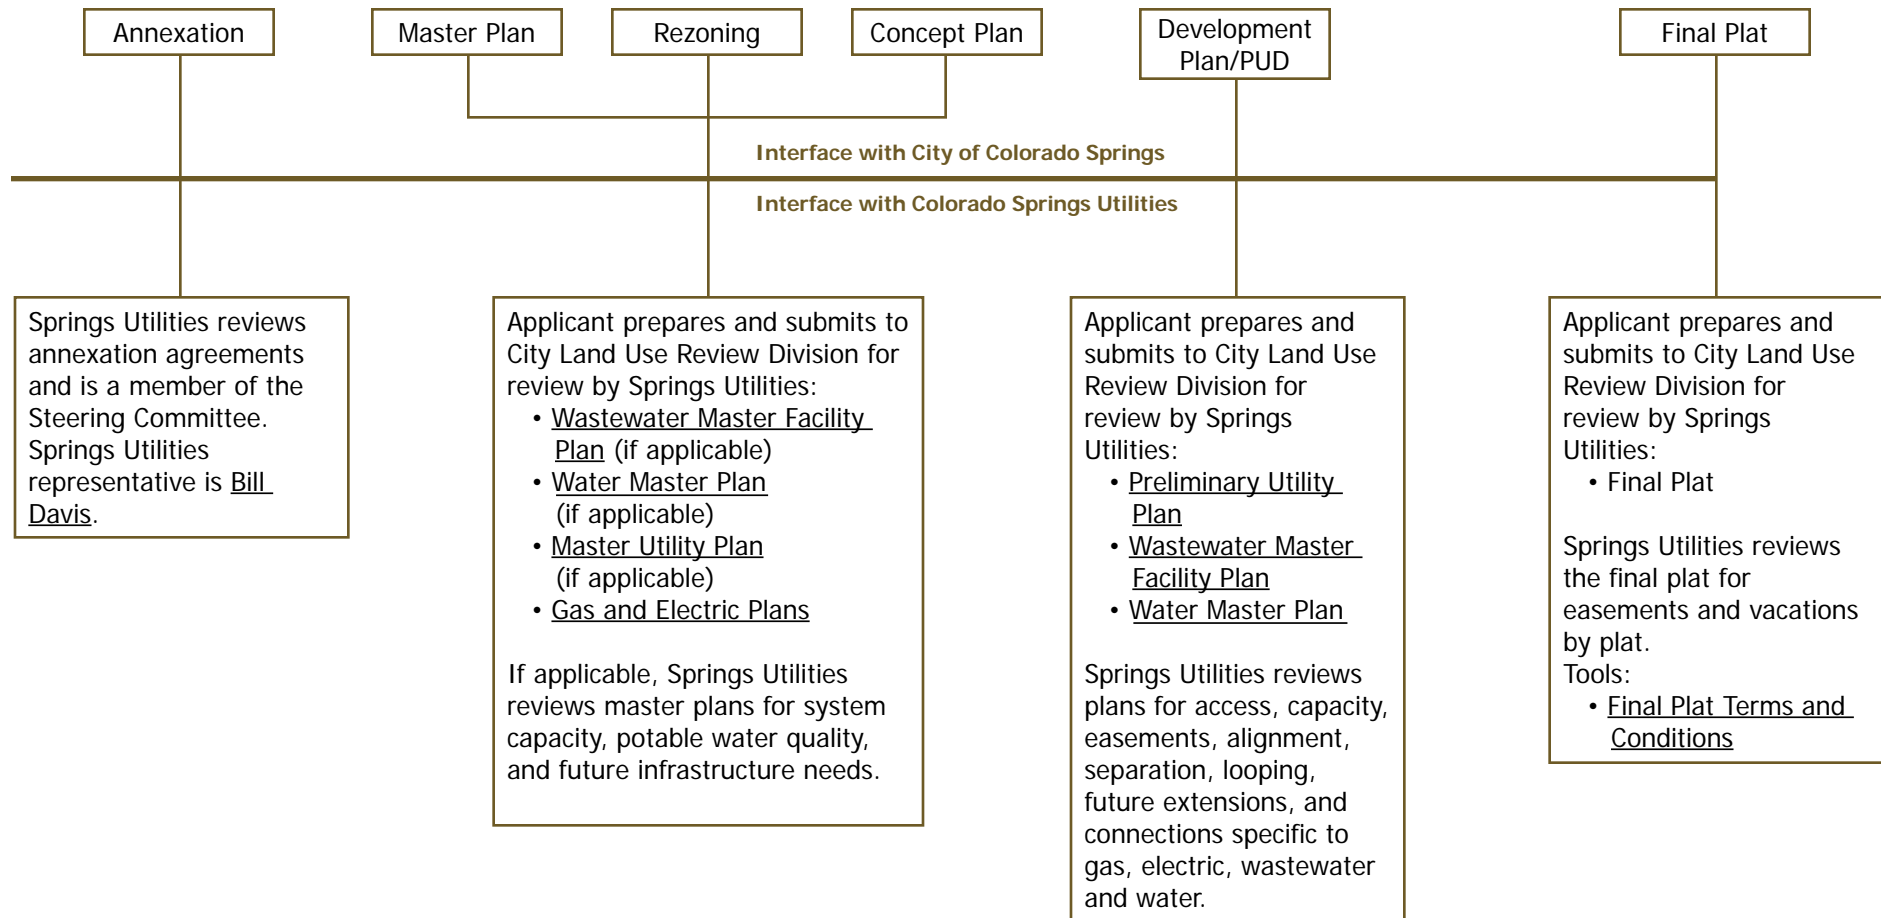 Annexation
Master Plan
Rezoning
Concept Plan
Development
Plan/PUD
Final Plat
Interface with City of Colorado Springs
Interface with Colorado Springs Utilities
Springs Utilities reviews
annexation agreements
and is a member of the
Steering Committee.
Springs Utilities
representative is Bill
Davis.
Applicant prepares and submits to
City Land Use Review Division for
review by Springs Utilities:
• Wastewater Master Facility
Plan (if applicable)
• Water Master Plan
(if applicable)
• Master Utility Plan
(if applicable)
• Gas and Electric Plans
If applicable, Springs Utilities
reviews master plans for system
capacity, potable water quality,
and future infrastructure needs.
Applicant prepares and
submits to City Land Use
Review Division for
review by Springs
Utilities:
• Preliminary Utility
Plan
• Wastewater Master
Facility Plan
• Water Master Plan
Springs Utilities reviews
plans for access, capacity,
easements, alignment,
separation, looping,
future extensions, and
connections specific to
gas, electric, wastewater
and water.
Applicant prepares and
submits to City Land Use
Review Division for
review by Springs
Utilities:
• Final Plat
Springs Utilities reviews
the final plat for
easements and vacations
by plat.
Tools:
• Final Plat Terms and
Conditions